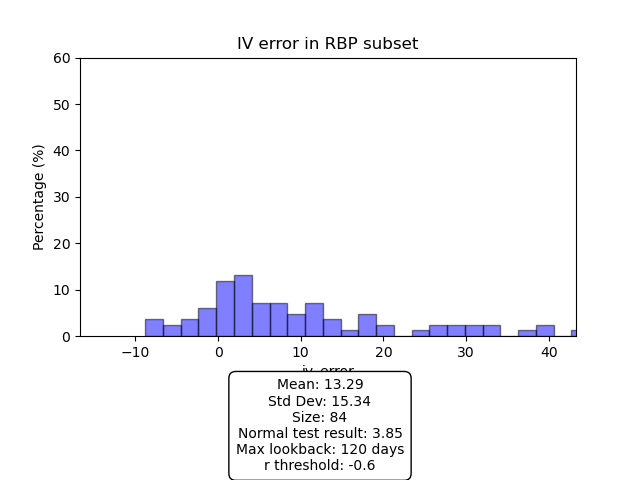 IV error in RBP subset
60
50
40
30
20
10
0
Percentage (%)
−10 0 10 20 30 40
iv_error
Mean: 13.29
Std Dev: 15.34
Size: 84
Normal test result: 3.85
Max lookback: 120 days
r threshold: -0.6